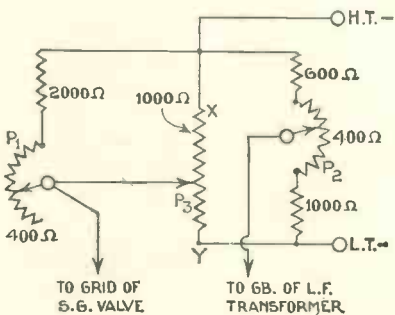 H.T.-
2000Ω
600Ω
1000Ω
X
P1
400Ω
P2
P3
400Ω
1000Ω
Y
L.T.-
TO GRID OF
S.G. VALVE
TO GB. OF L.F.
TRANSFORMER